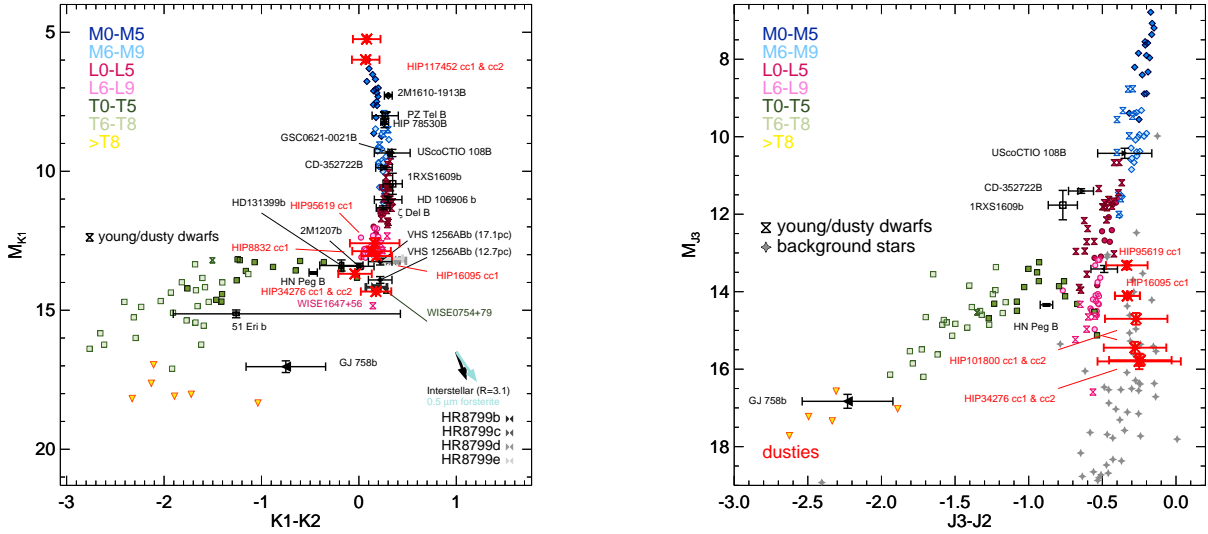 M0-M5
M6-M9
L0-L5
L6-L9
T0-T5
T6-T8
>T8
HIP117452 cc1 & cc2
2M1610-1913B
PZ Tel B
HIP 78530B
GSC0621-0021B
UScoCTIO 108B
CD-352722B
1RXS1609b
HD 106906 b
HD131399b
HIP95619 cc1
ζ Del B
young/dusty dwarfs
2M1207b
VHS 1256ABb (17.1pc)
HIP8832 cc1
VHS 1256ABb (12.7pc)
HIP16095 cc1
HN Peg B
HIP34276 cc1 & cc2
WISE1647+56
WISE0754+79
51 Eri b
GJ 758b
Interstellar (R=3.1)
0.5 μm forsterite
HR8799b
HR8799c
HR8799d
HR8799e
5
10
15
20
MK1
-3
-2
-1
0
1
K1-K2
M0-M5
M6-M9
L0-L5
L6-L9
T0-T5
T6-T8
>T8
UScoCTIO 108B
CD-352722B
1RXS1609b
young/dusty dwarfs
background stars
HIP95619 cc1
HIP16095 cc1
HN Peg B
HIP101800 cc1 & cc2
HIP34276 cc1 & cc2
GJ 758b
dusties
8
10
12
14
16
18
MJ3
-3.0
-2.5
-2.0
-1.5
-1.0
-0.5
0.0
J3-J2